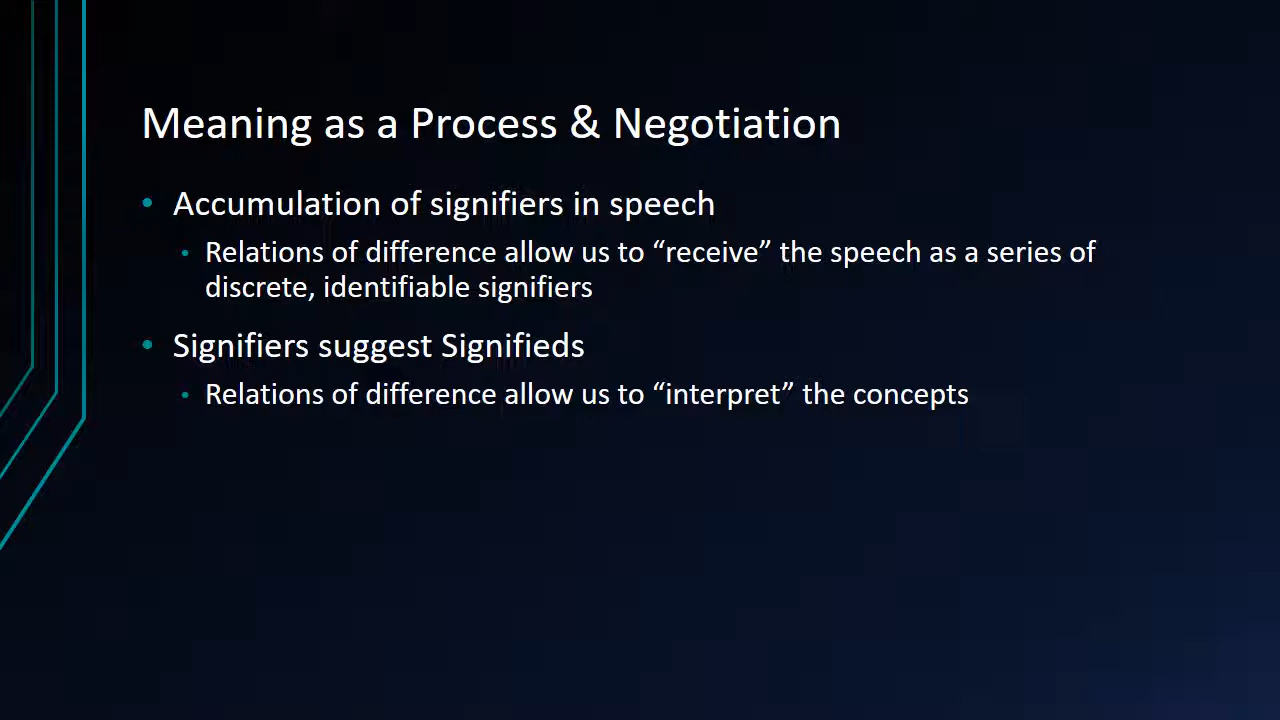 Meaning as a Process & Negotiation
• Accumulation of signifiers in speech
• Relations of difference allow us to “receive” the speech as a series of
discrete, identifiable signifiers
• Signifiers suggest Signifieds
• Relations of difference allow us to “interpret” the concepts